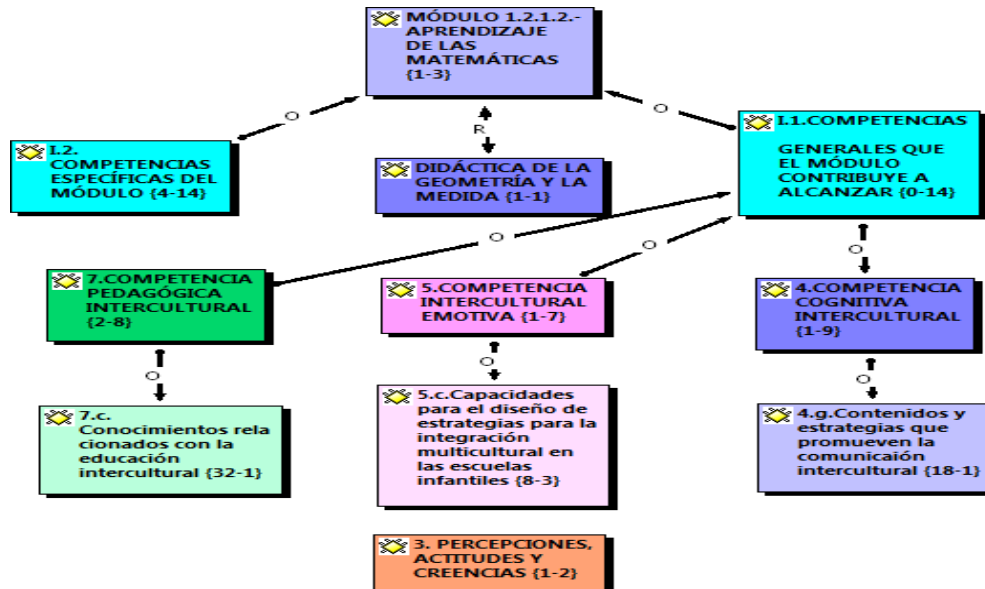 MÓDULO 1.2.1.2.-
APRENDIZAJE
DE LAS
MATEMÁTICAS
{1-3}
O
O
R
I.2.
COMPETENCIAS
ESPECÍFICAS DEL
MÓDULO {4-14}
DIDÁCTICA DE LA
GEOMETRÍA Y LA
MEDIDA {1-1}
I.1.COMPETENCIAS
GENERALES QUE
EL MÓDULO
CONTRIBUYE A
ALCANZAR {0-14}
O
O
O
7.COMPETENCIA
PEDAGÓGICA
INTERCULTURAL
{2-8}
5.COMPETENCIA
INTERCULTURAL
EMOTIVA {1-7}
4.COMPETENCIA
COGNITIVA
INTERCULTURAL
{1-9}
O
O
O
7.c.
Conocimientos rela
cionados con la
educación
intercultural {32-1}
5.c.Capacidades
para el diseño de
estrategias para la
integración
multicultural en
las escuelas
infantiles {8-3}
4.g.Contenidos y
estrategias que
promueven la
comunicaión
intercultural {18-1}
3. PERCEPCIONES,
ACTITUDES Y
CREENCIAS {1-2}